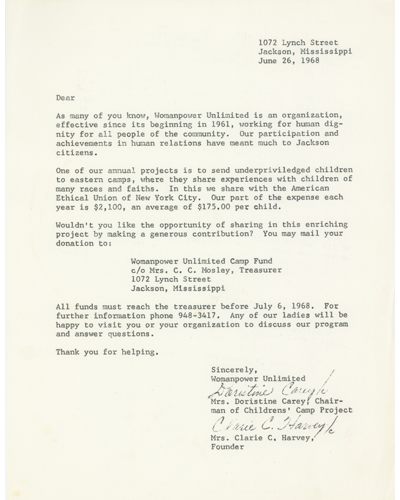 1072 Lynch Street
Jackson, Mississippi
June 26, 1968
Dear
As many of you know, Womanpower Unlimited is an organization,
effective since its beginning in 1961, working for human dig-
nity for all people of the community. Our participation and
achievements in human relations have meant much to Jackson
citizens.
One of our annual projects is to send underpriviledged children
to eastern camps, where they share experiences with children of
many races and faiths. In this we share with the American
Ethical Union of New York City. Our part of the expense each
year is $2,100, an average of $175.00 per child.
Wouldn't you like the opportunity of sharing in this enriching
project by making a generous contribution? You may mail your
donation to:
Womanpower Unlimited Camp Fund
c/o Mrs. C. C. Mosley, Treasurer
1072 Lynch Street
Jackson, Mississippi
All funds must reach the treasurer before July 6, 1968. For
further information phone 948-3417. Any of our ladies will be
happy to visit you or your organization to discuss our program
and answer questions.
Thank you for helping.
Sincerely,
Womanpower Unlimited
Doristine Carey
Mrs. Doristine Carey, Chair-
man of Childrens' Camp Project
Clarie C. Harvey
Mrs. Clarie C. Harvey,
Founder